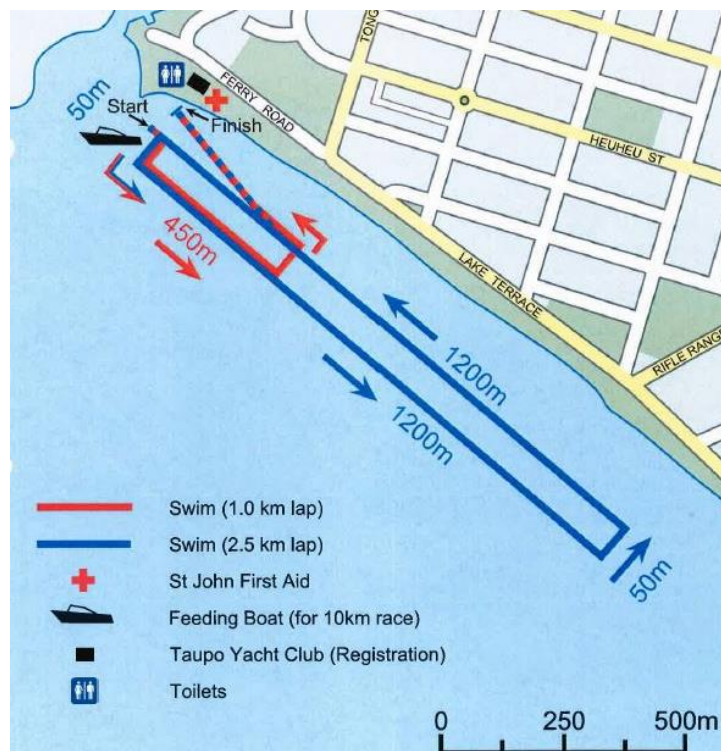 TONG
FERRY ROAD
50m
Start
Finish
HEUHEU ST
450m
LAKE TERRACE
RIFLE RANGE
1200m
1200m
50m
Swim (1.0 km lap)
Swim (2.5 km lap)
St John First Aid
Feeding Boat (for 10km race)
Taupo Yacht Club (Registration)
Toilets
0 250 500m